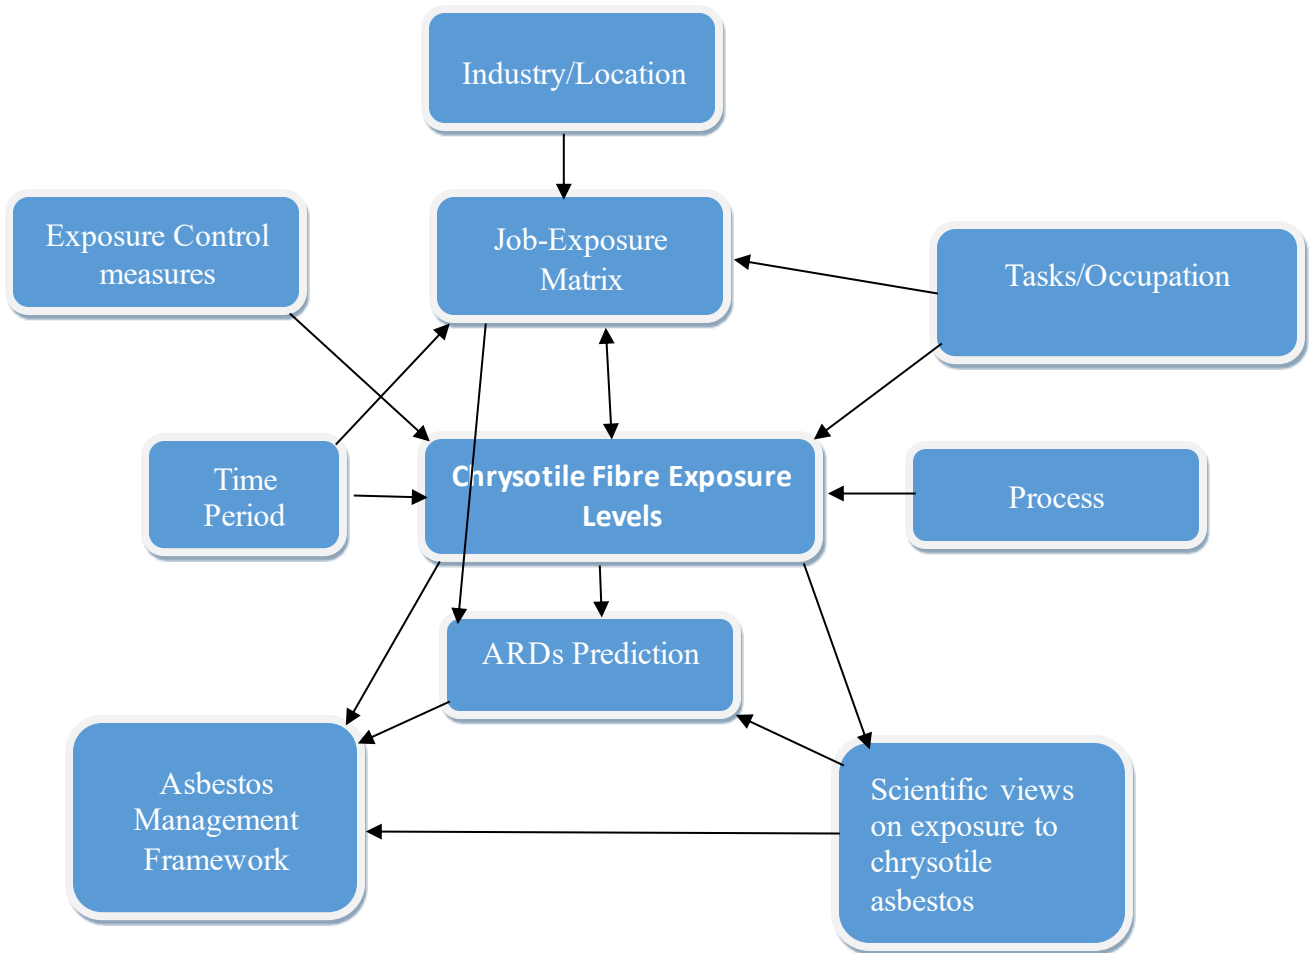 Industry/Location
Exposure Control
measures
Job-Exposure
Matrix
Tasks/Occupation
Time
Period
Chrysotile Fibre Exposure
Levels
Process
ARDs Prediction
Asbestos
Management
Framework
Scientific views
on exposure to
chrysotile
asbestos